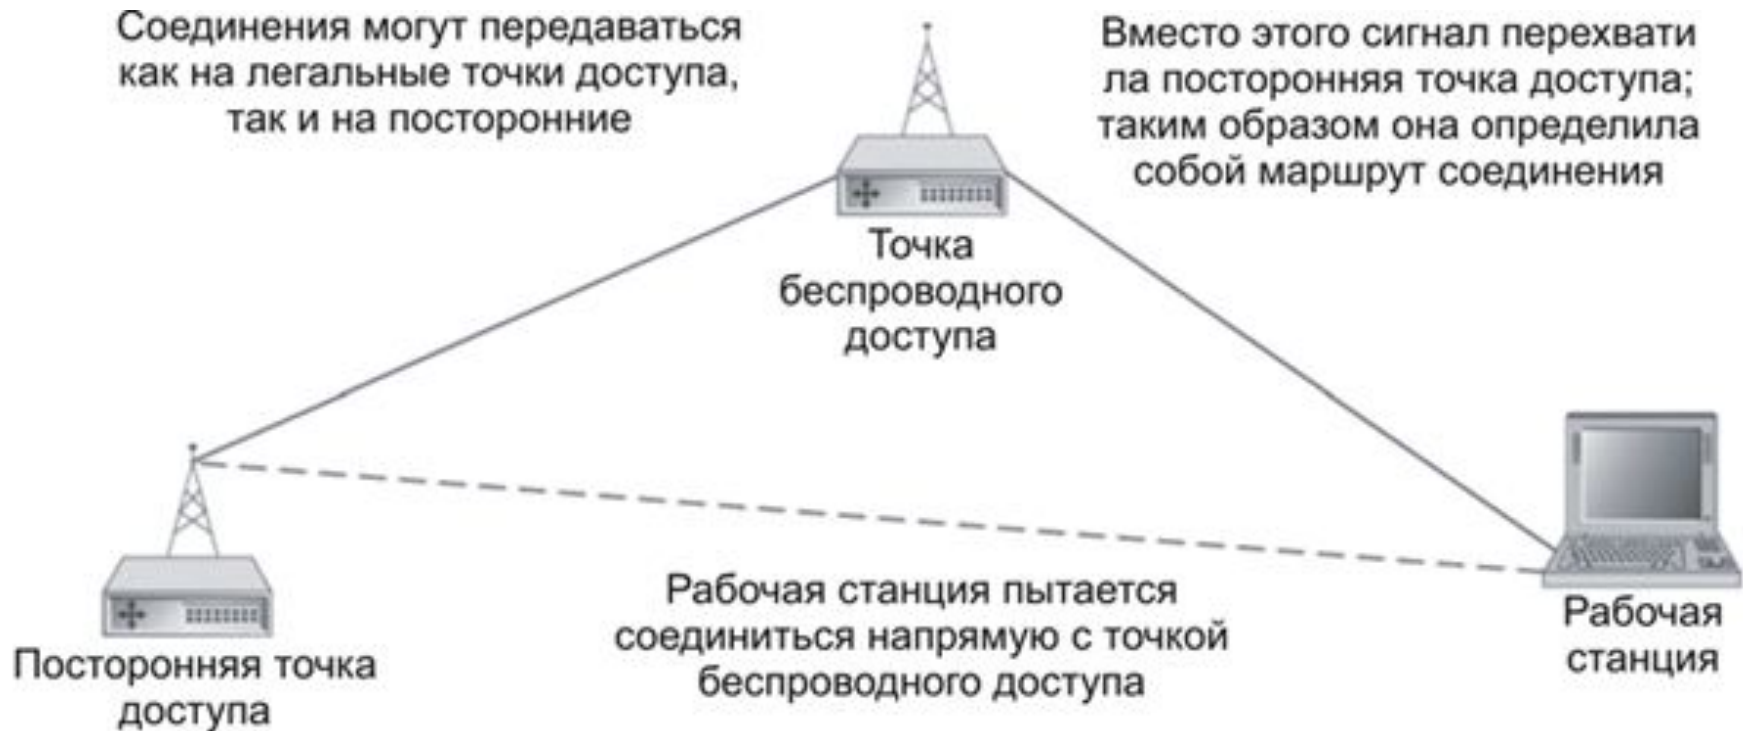 Соединения могут передаваться
как на легальные точки доступа,
так и на посторонние
Вместо этого сигнал перехвати
ла посторонняя точка доступа;
таким образом она определила
собой маршрут соединения
Точка
беспроводного
доступа
Рабочая станция пытается
соединиться напрямую с точкой
беспроводного доступа
Рабочая
станция
Посторонняя точка
доступа